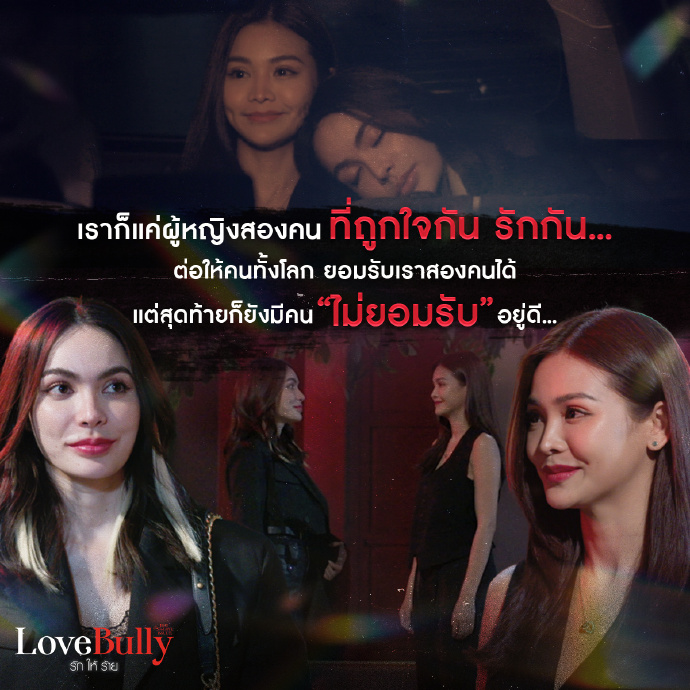 เราก็แค่ผู้หญิงสองคน ที่ถูกใจกัน รักกัน...
ต่อให้คนทั้งโลก ยอมรับเราสองคนได้
แต่สุดท้ายก็ยังมีคน “ไม่ยอมรับ” อยู่ดี...
LoveBully
รัก ให้ ร้าย